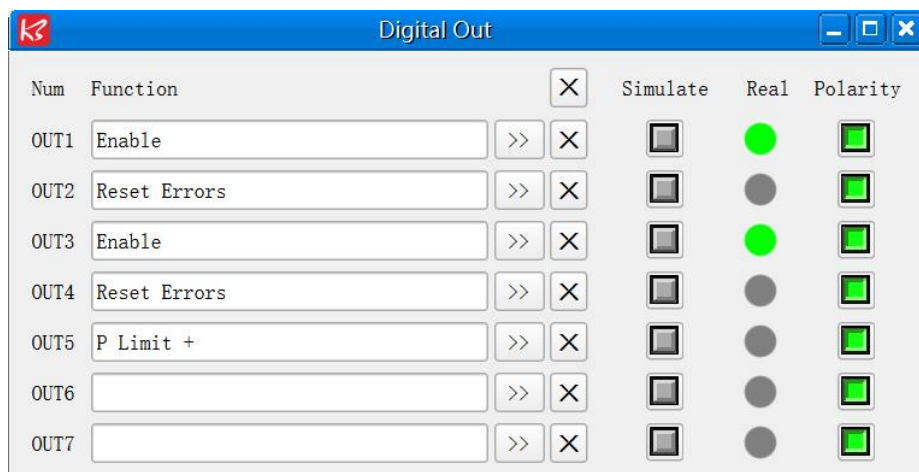 KS Digital Out
Num Function X Simulate Real Polarity
OUT1 Enable >> X
OUT2 Reset Errors >> X
OUT3 Enable >> X
OUT4 Reset Errors >> X
OUT5 P Limit + >> X
OUT6 >> X
OUT7 >> X